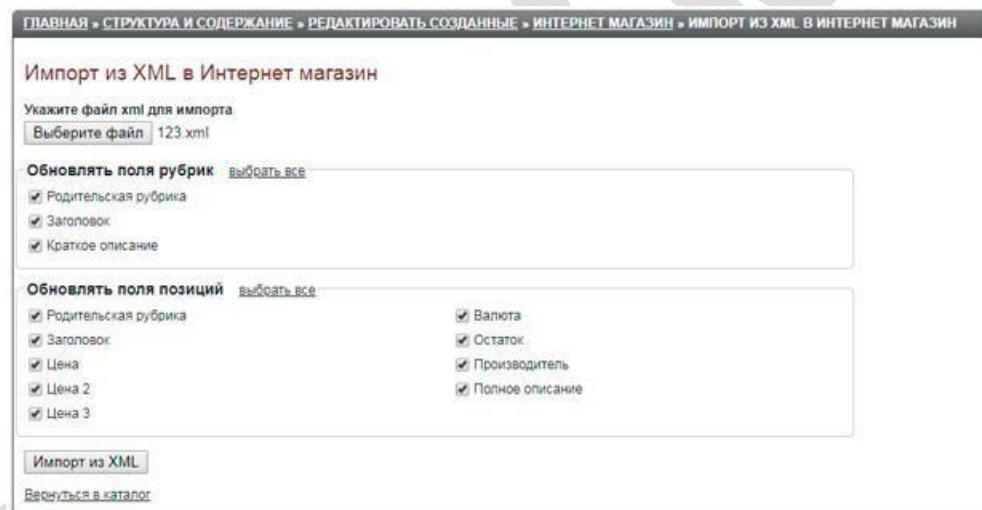 ГЛАВНАЯ » СТРУКТУРА И СОДЕРЖАНИЕ » РЕДАКТИРОВАТЬ СОЗДАННЫЕ » ИНТЕРНЕТ МАГАЗИН » ИМПОРТ ИЗ XML В ИНТЕРНЕТ МАГАЗИН
Импорт из XML в Интернет магазин
Укажите файл xml для импорта
Выберите файл 123.xml
Обновлять поля рубрик выбрать все
Родительская рубрика
Заголовок
Краткое описание
Обновлять поля позиций выбрать все
Родительская рубрика
Заголовок
Цена
Цена 2
Цена 3
Валюта
Остаток
Производитель
Полное описание
Импорт из XML
Вернуться в каталог